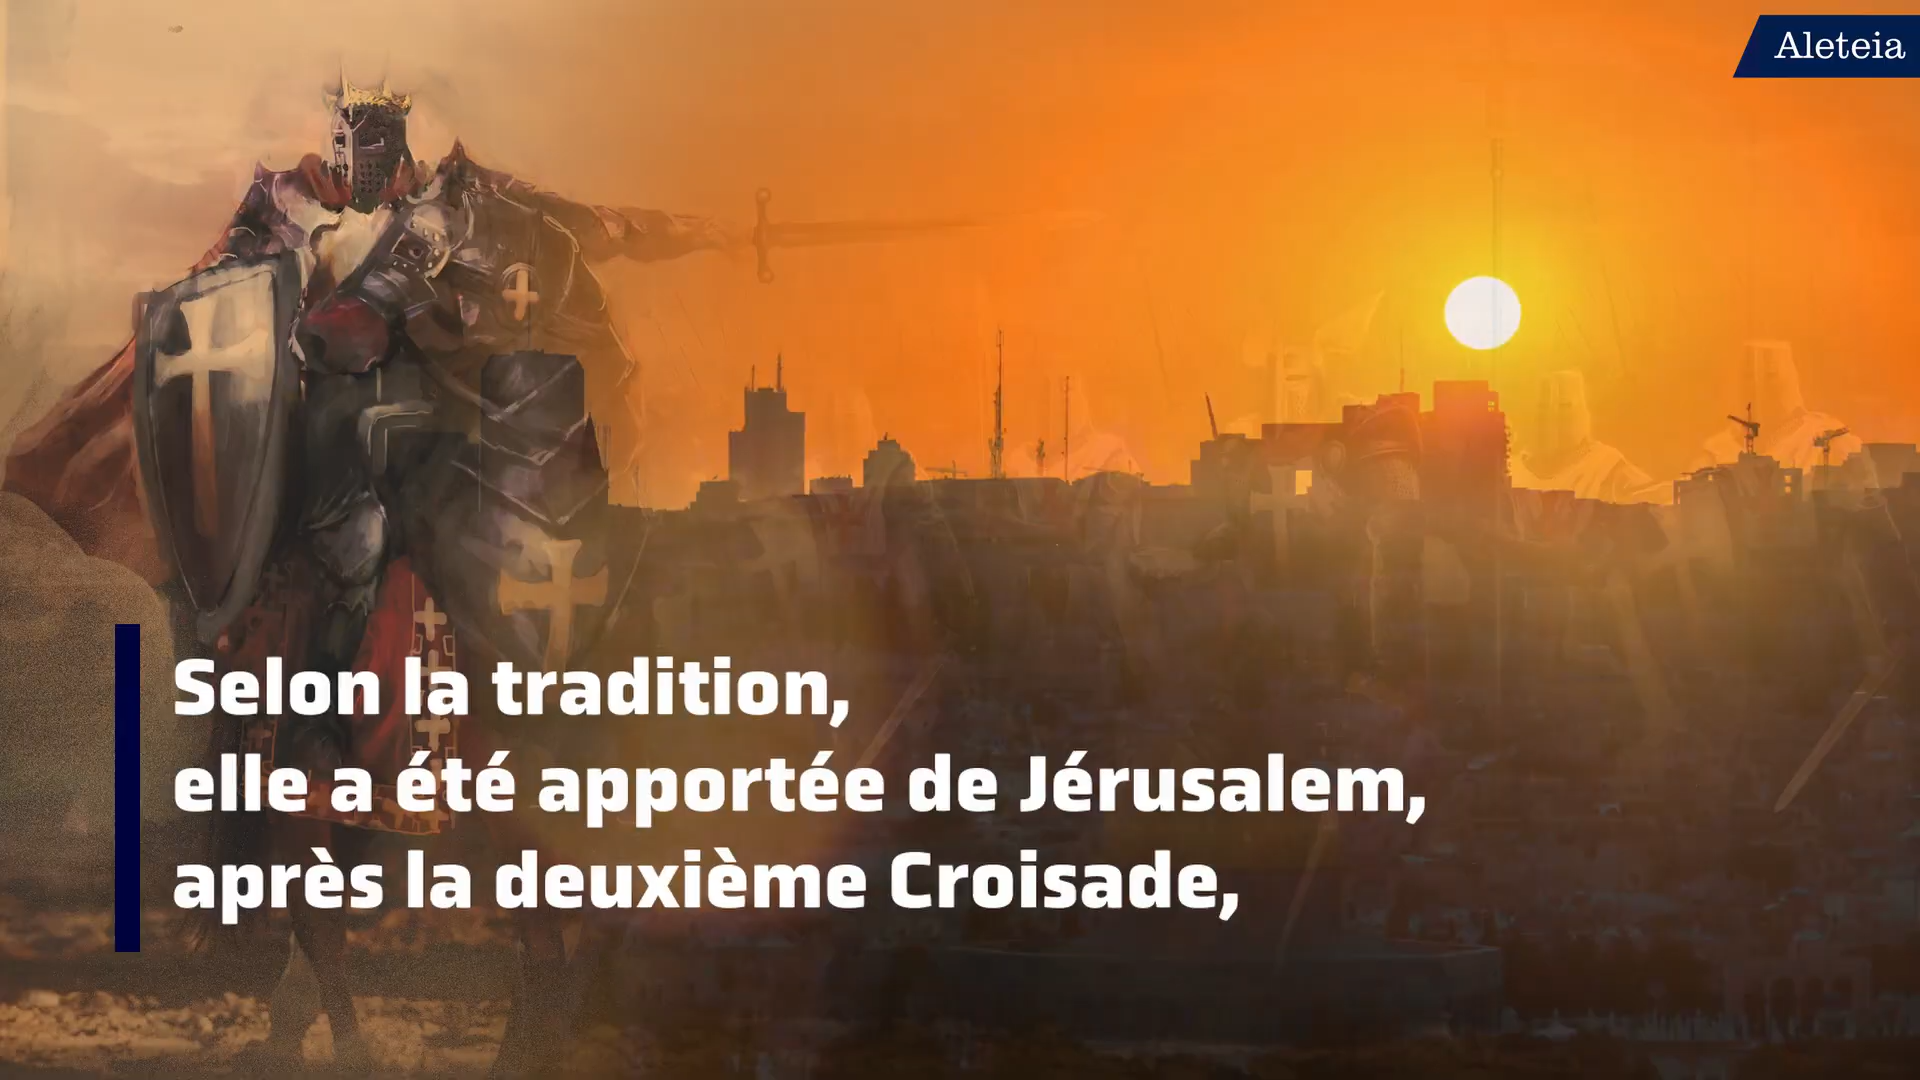 Aleteia
Selon la tradition,
elle a été apportée de Jérusalem,
après la deuxième Croisade,